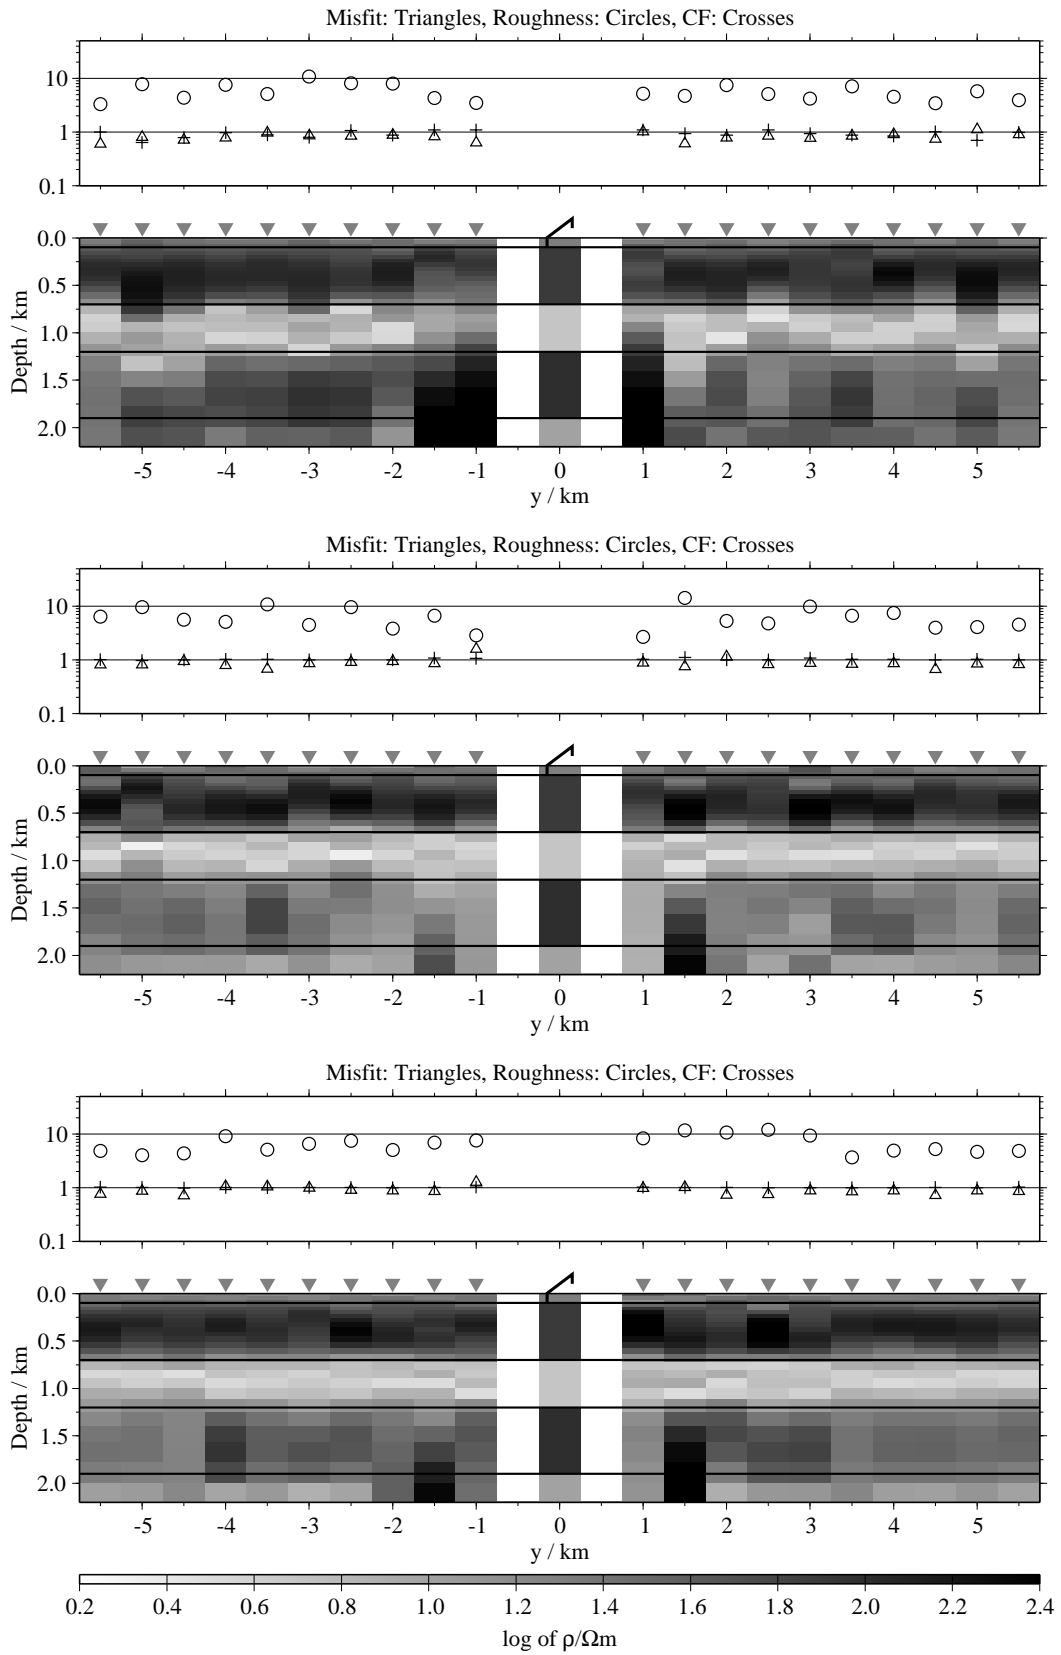 Misfit: Triangles, Roughness: Circles, CF: Crosses
10
1
0.1
0.0
0.5
1.0
1.5
2.0
Depth / km
-5 -4 -3 -2 -1 0 1 2 3 4 5
y / km
Misfit: Triangles, Roughness: Circles, CF: Crosses
10
1
0.1
0.0
0.5
1.0
1.5
2.0
Depth / km
-5 -4 -3 -2 -1 0 1 2 3 4 5
y / km
Misfit: Triangles, Roughness: Circles, CF: Crosses
10
1
0.1
0.0
0.5
1.0
1.5
2.0
Depth / km
-5 -4 -3 -2 -1 0 1 2 3 4 5
y / km
0.2 0.4 0.6 0.8 1.0 1.2 1.4 1.6 1.8 2.0 2.2 2.4
log of ρ/Ωm